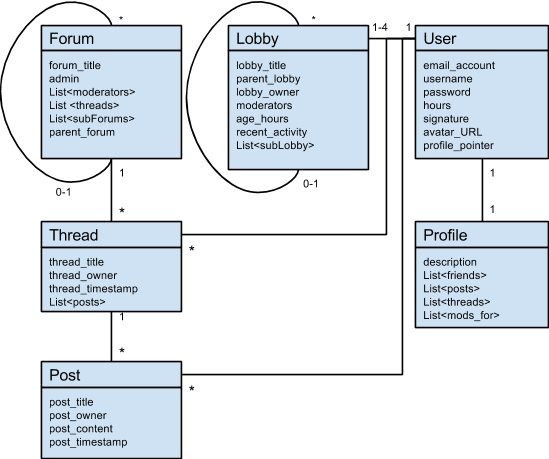 *
Forum
forum_title
admin
List<moderators>
List <threads>
List<subForums>
parent_forum
0-1
1
*
*
Lobby
lobby_title
parent_lobby
lobby_owner
moderators
age_hours
recent_activity
List<subLobby>
0-1
1-4
1
User
email_account
username
password
hours
signature
avatar_URL
profile_pointer
1
1
Thread
thread_title
thread_owner
thread_timestamp
List<posts>
*
1
*
Profile
description
List<friends>
List<posts>
List<threads>
List<mods_for>
Post
post_title
post_owner
post_content
post_timestamp
*